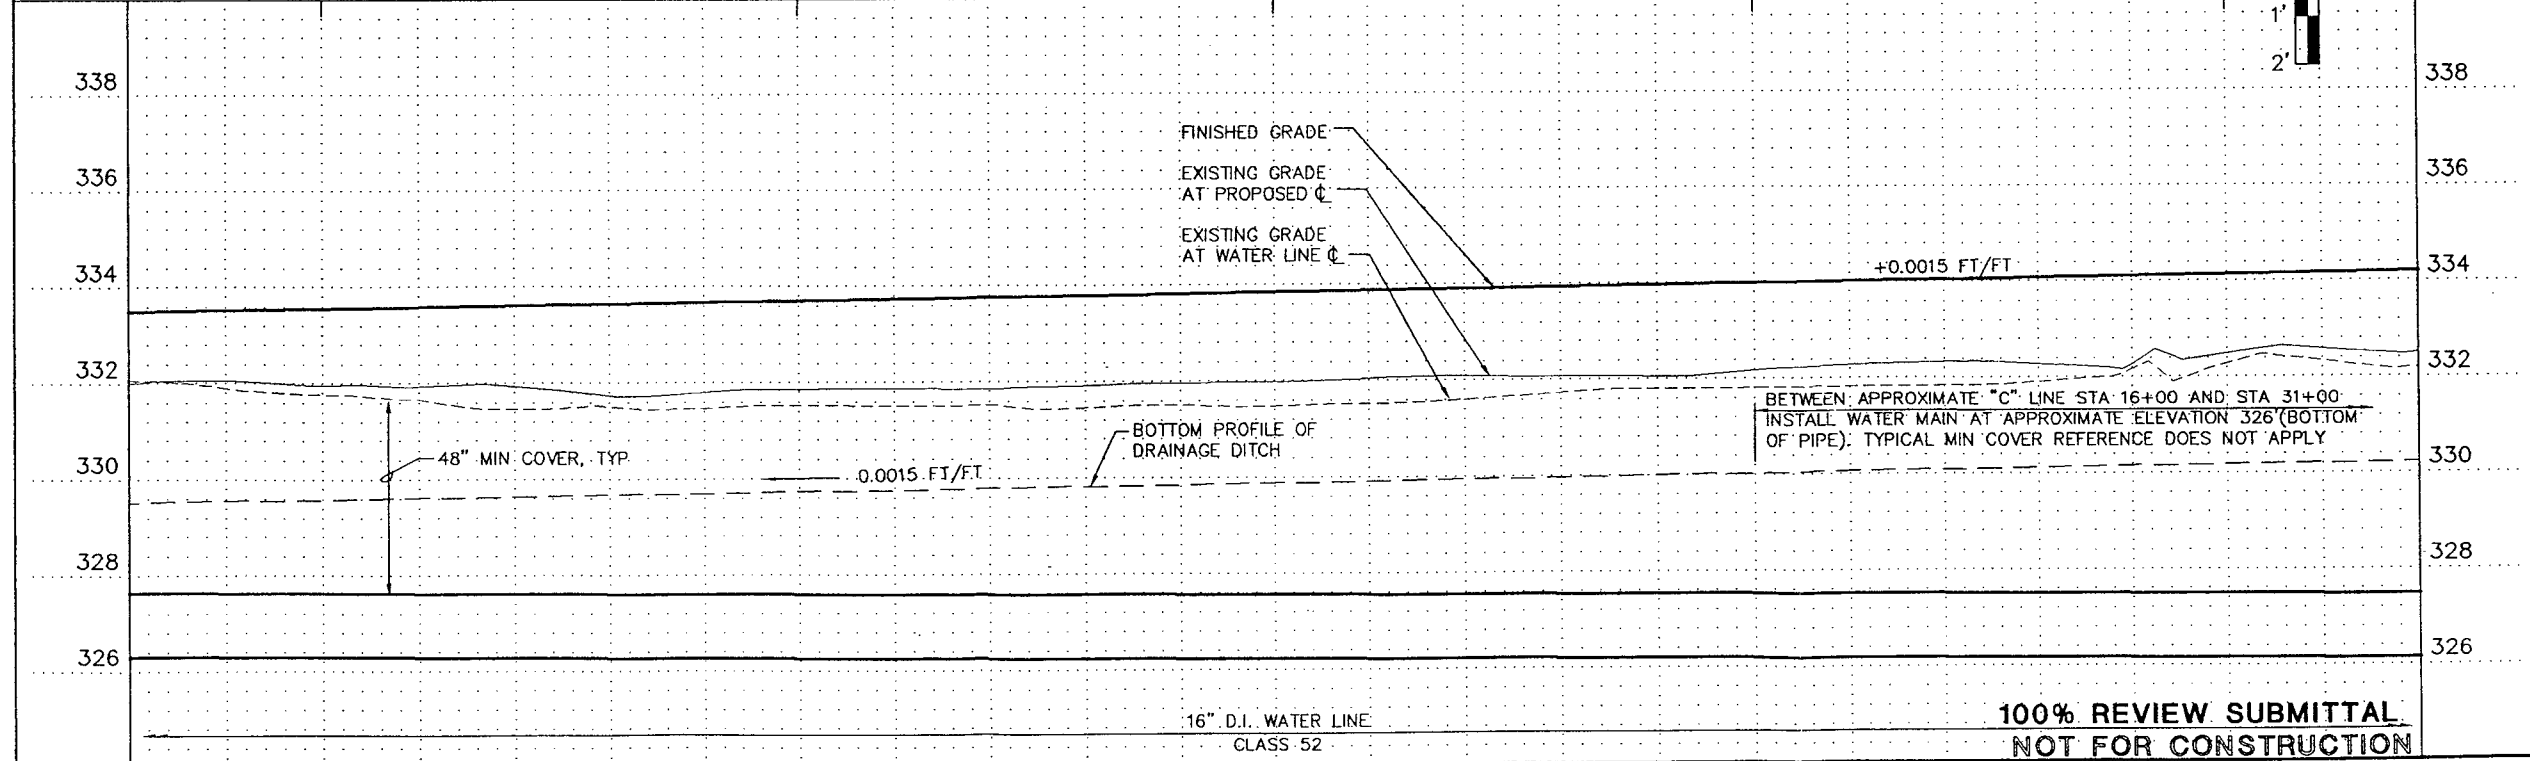 1'
2'
338
338
FINISHED GRADE
336
EXISTING GRADE
AT PROPOSED ℄
336
EXISTING GRADE
AT WATER LINE ℄
334
+0.0015 FT/FT
334
332
332
BETWEEN APPROXIMATE "C" LINE STA 16+00 AND STA 31+00
INSTALL WATER MAIN AT APPROXIMATE ELEVATION 326 (BOTTOM
OF PIPE). TYPICAL MIN COVER REFERENCE DOES NOT APPLY
BOTTOM PROFILE OF
DRAINAGE DITCH
48" MIN COVER, TYP
330
0.0015 FT/FT
330
328
328
326
326
16" D.I. WATER LINE
CLASS 52
100% REVIEW SUBMITTAL
NOT FOR CONSTRUCTION